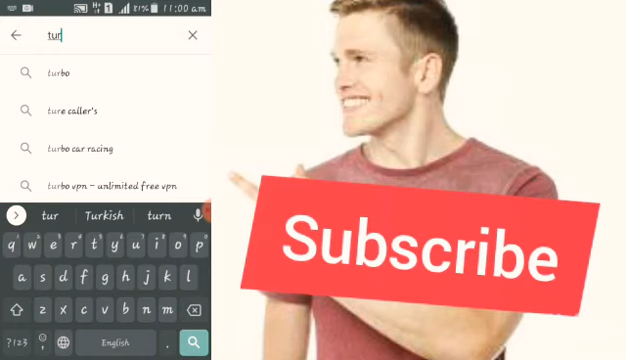 81% 11:00 am
tur
turbo
ture caller's
turbo car racing
turbo vpn – unlimited free vpn
tur Turkish turn
q w e r t y u i o p
a s d f g h j k l
z x c v b n m
?123 , English .
Subscribe